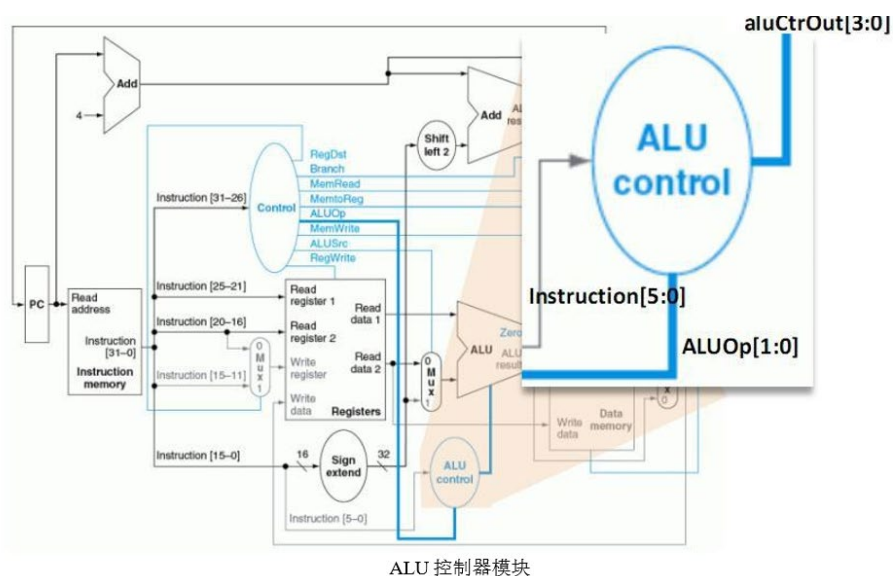 aluCtrOut[3:0]
Add
4
Add
AL
resu
Shift
left 2
ALU
control
RegDst
Branch
MemRead
MemtoReg
ALUOp
MemWrite
ALUSrc
RegWrite
Instruction [31–26]
Control
Instruction[5:0]
ALUOp[1:0]
PC
Read
address
Instruction
[31–0]
Instruction
memory
Instruction [25–21]
Instruction [20–16]
Instruction [15–11]
0
M
u
x
1
Read
register 1
Read
register 2
Write
register
Write
data
Read
data 1
Read
data 2
Registers
0
M
u
x
1
Zero
ALU
ALU
result
Write
data
Data
memory
x
0
Instruction [15–0]
16
Sign
extend
32
ALU
control
Instruction [5–0]
ALU 控制器模块